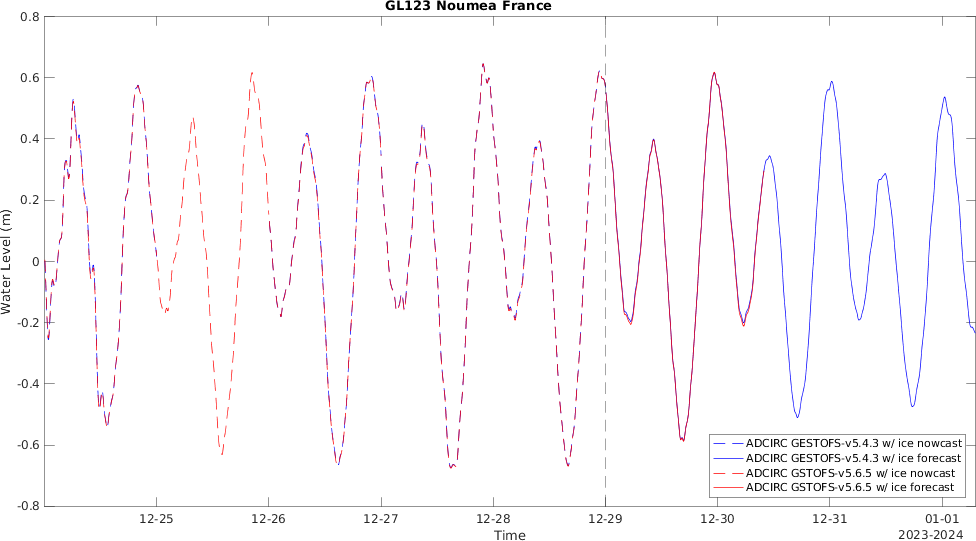 GL123 Noumea France
0.8
0.6
0.4
0.2
0
-0.2
-0.4
-0.6
-0.8
Water Level (m)
12-25
12-26
12-27
12-28
12-29
12-30
12-31
01-01
Time
2023-2024
ADCIRC GESTOFS-v5.4.3 w/ ice nowcast
ADCIRC GESTOFS-v5.4.3 w/ ice forecast
ADCIRC GSTOFS-v5.6.5 w/ ice nowcast
ADCIRC GSTOFS-v5.6.5 w/ ice forecast